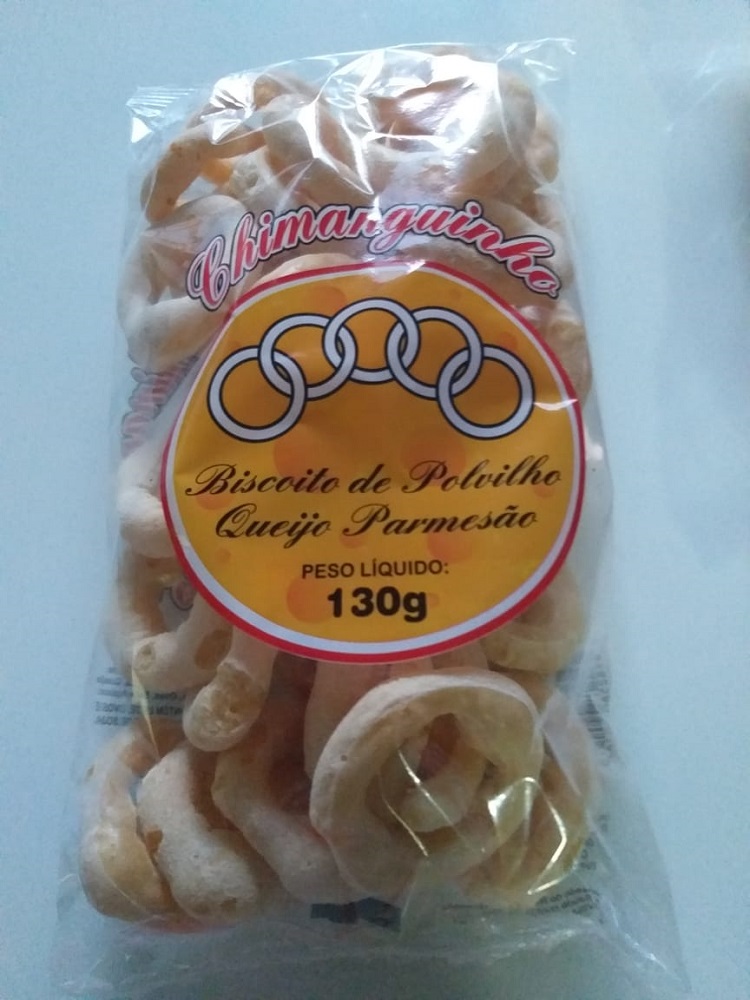 Chimanguinho
Biscoito de Polvilho
Queijo Parmesão
PESO LÍQUIDO:
130g